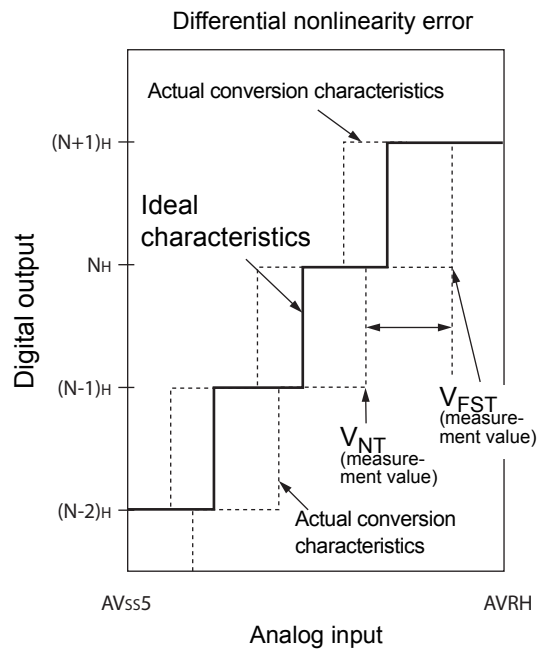 Differential nonlinearity error
Actual conversion characteristics
(N+1)H
Ideal
characteristics
NH
Digital output
(N-1)H
VFST
(measure-
ment value)
VNT
(measure-
ment value)
(N-2)H
Actual conversion
characteristics
AVss5
AVRH
Analog input